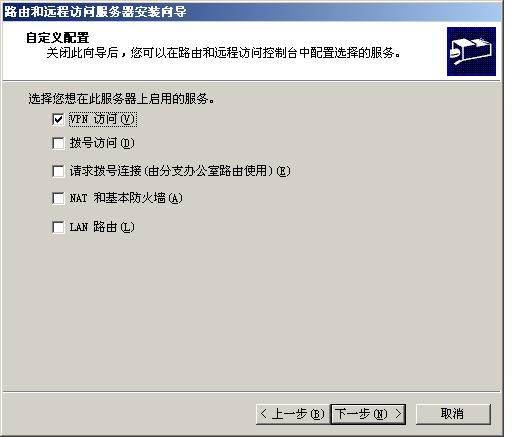 路由和远程访问服务器安装向导
自定义配置
关闭此向导后，您可以在路由和远程访问控制台中配置选择的服务。
选择您想在此服务器上启用的服务。
VPN 访问(V)
拨号访问(D)
请求拨号连接(由分支办公室路由使用)(E)
NAT 和基本防火墙(A)
LAN 路由(L)
< 上一步(B) 下一步(N) > 取消